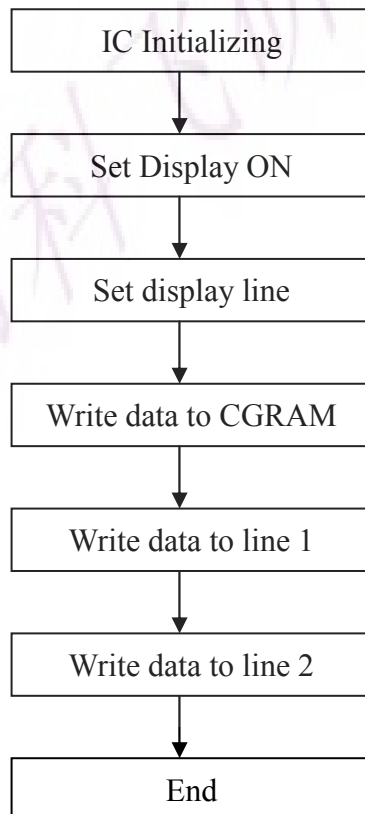 IC Initializing
Set Display ON
Set display line
Write data to CGRAM
Write data to line 1
Write data to line 2
End